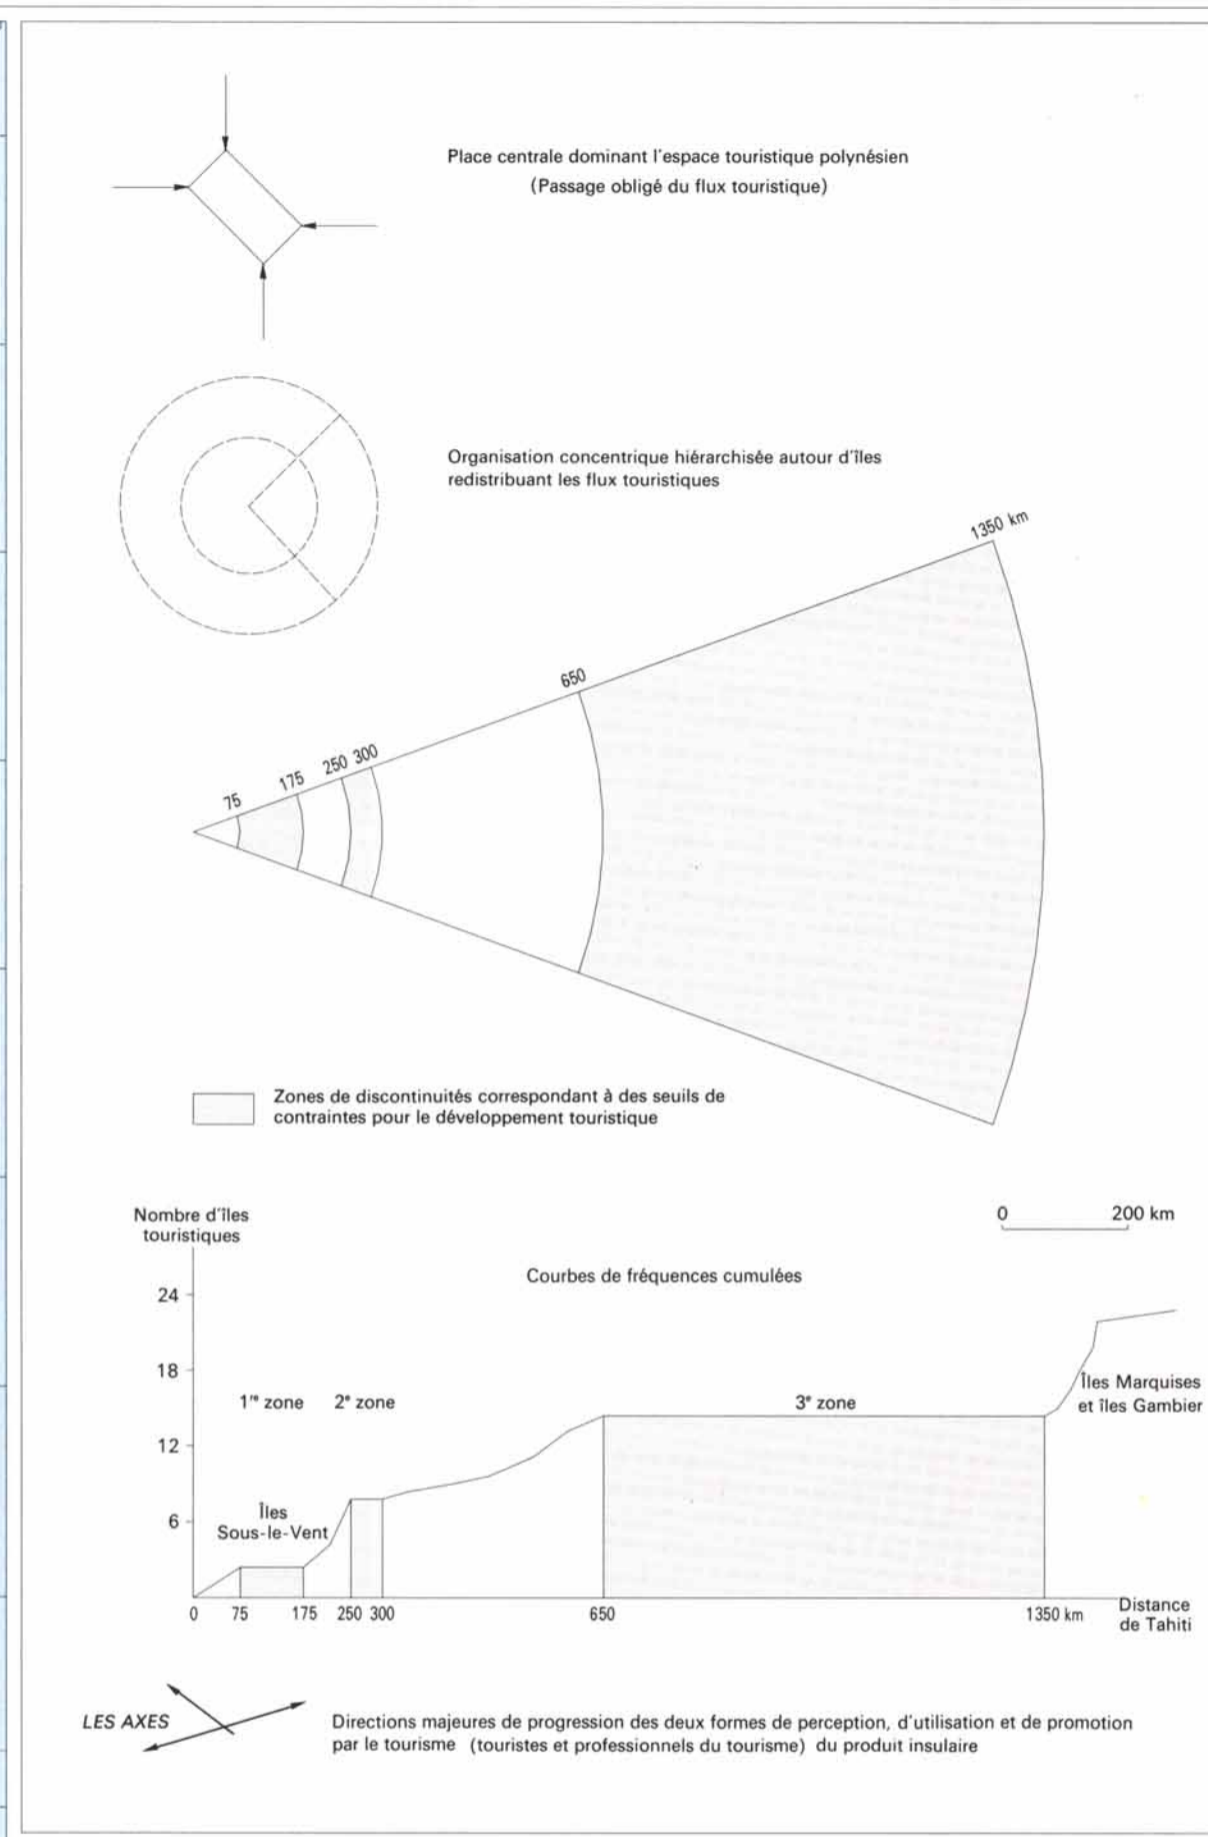 Place centrale dominant l'espace touristique polynésien
(Passage obligé du flux touristique)
Organisation concentrique hiérarchisée autour d'îles
redistribuant les flux touristiques
1350 km
650
250 300
175
75
Zones de discontinuités correspondant à des seuils de
contraintes pour le développement touristique
Nombre d'îles
touristiques
0 200 km
Courbes de fréquences cumulées
24
18
12
6
1re zone 2e zone 3e zone
Îles Marquises
et îles Gambier
Îles
Sous-le-Vent
0 75 175 250 300 650 1350 km
Distance
de Tahiti
LES AXES
Directions majeures de progression des deux formes de perception, d'utilisation et de promotion
par le tourisme (touristes et professionnels du tourisme) du produit insulaire